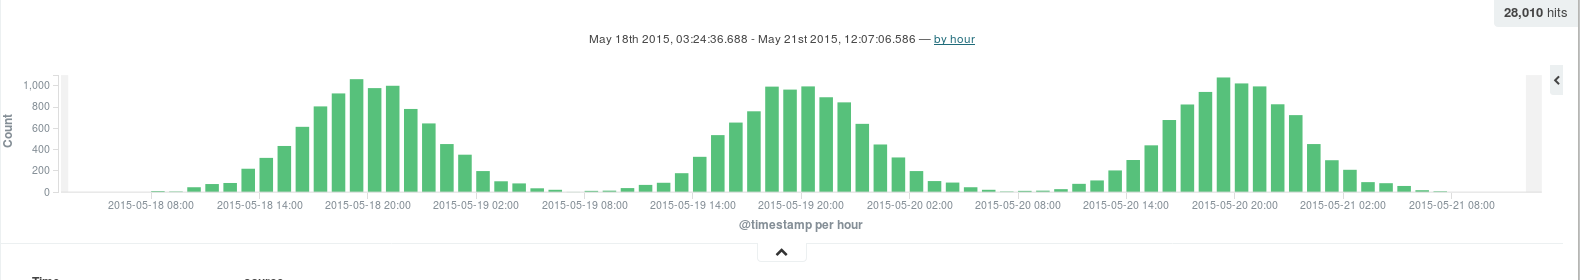 28,010 hits
May 18th 2015, 03:24:36.688 - May 21st 2015, 12:07:06.586 — by hour
Count
1,000
800
600
400
200
0
2015-05-18 08:00 2015-05-18 14:00 2015-05-18 20:00 2015-05-19 02:00 2015-05-19 08:00 2015-05-19 14:00 2015-05-19 20:00 2015-05-20 02:00 2015-05-20 08:00 2015-05-20 14:00 2015-05-20 20:00 2015-05-21 02:00 2015-05-21 08:00
@timestamp per hour
Time